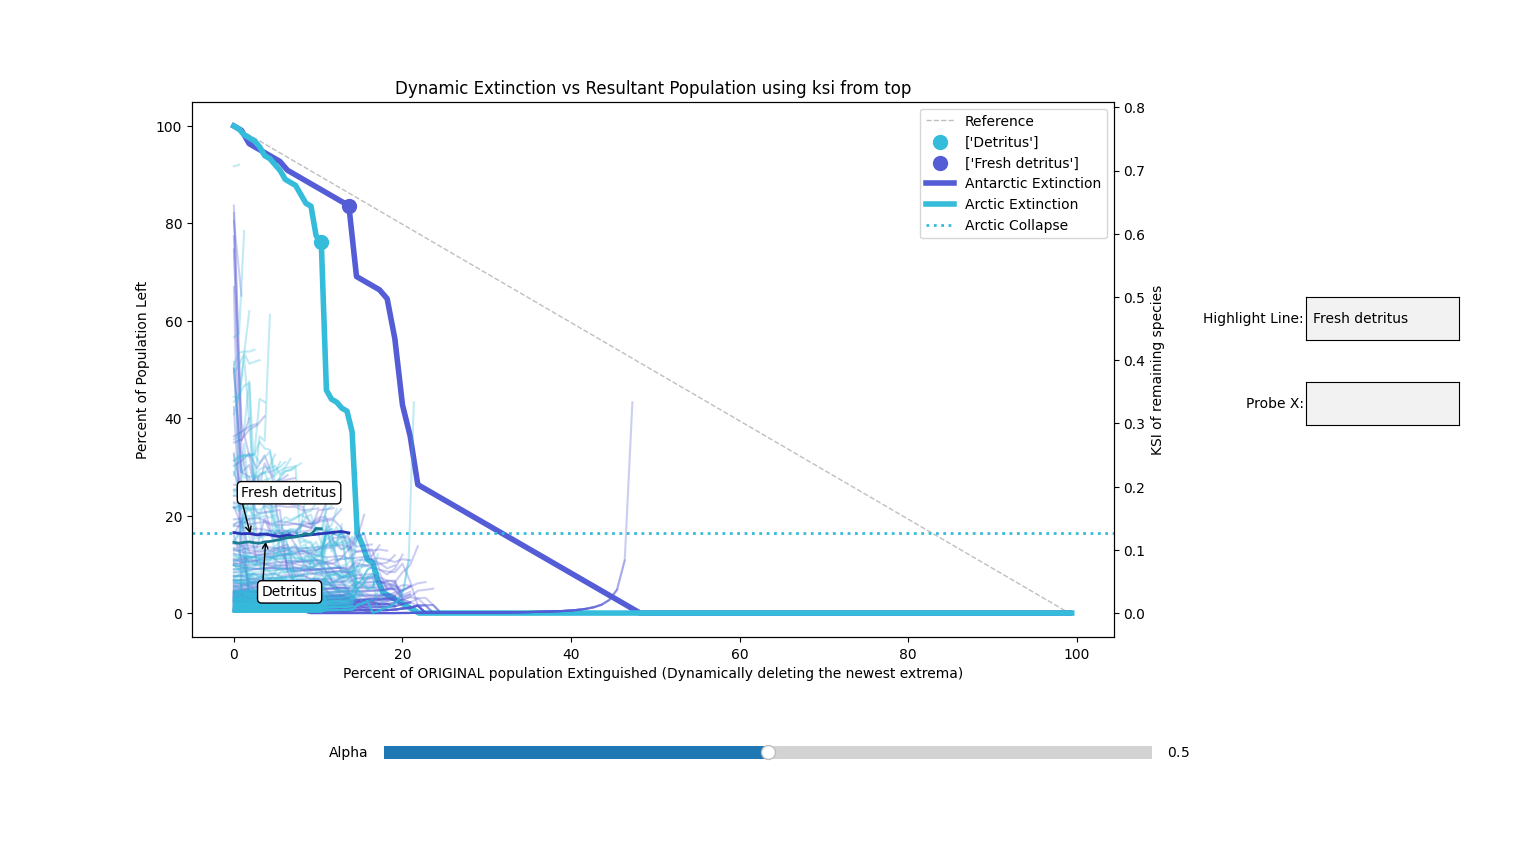 Dynamic Extinction vs Resultant Population using ksi from top
100
80
60
40
20
0
Percent of Population Left
0.8
0.7
0.6
0.5
0.4
0.3
0.2
0.1
0.0
KSI of remaining species
Reference
['Detritus']
['Fresh detritus']
Antarctic Extinction
Arctic Extinction
Arctic Collapse
Fresh detritus
Detritus
0 20 40 60 80 100
Percent of ORIGINAL population Extinguished (Dynamically deleting the newest extrema)
Highlight Line: Fresh detritus
Probe X:
Alpha 0.5